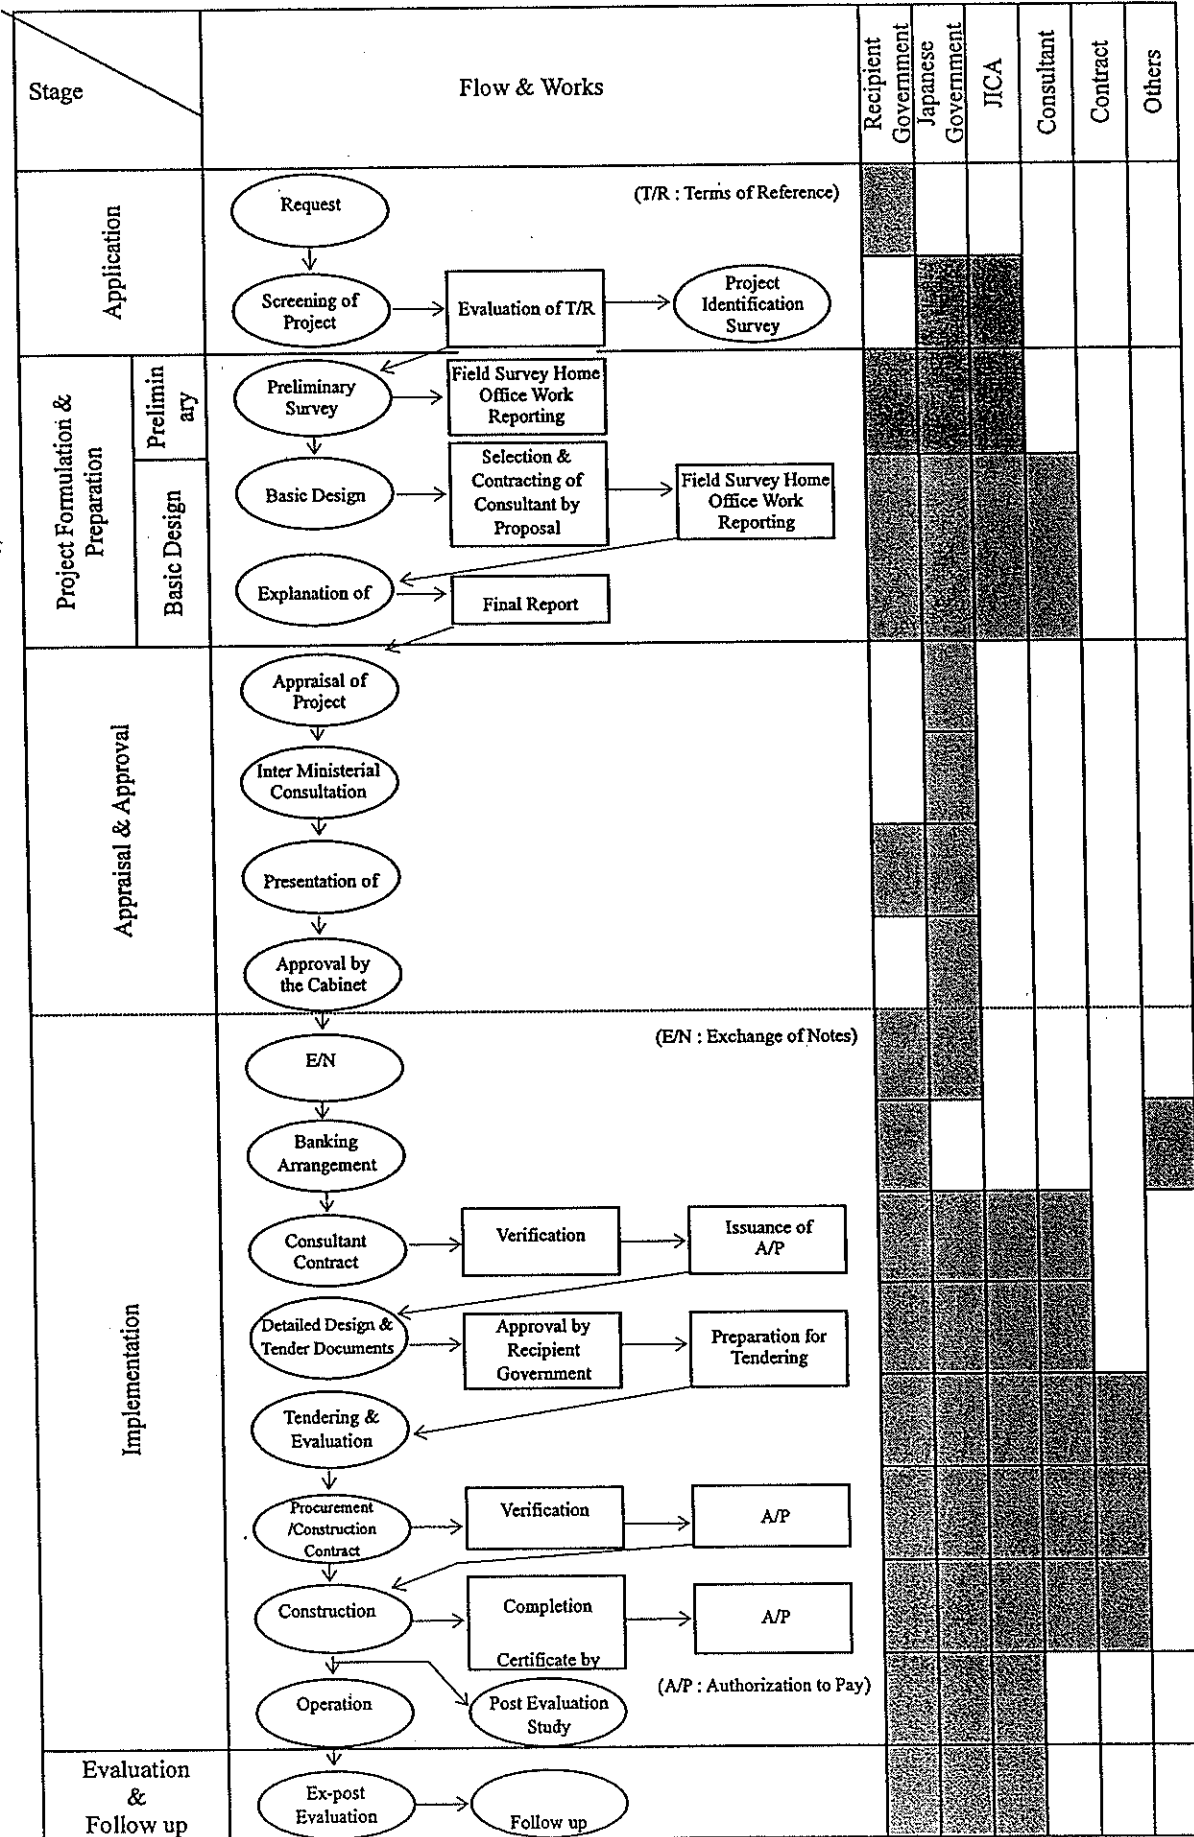 Stage
Flow & Works
Recipient
Government
Japanese
Government
JICA
Consultant
Contract
Others
Application
Request
(T/R : Terms of Reference)
Screening of
Project
Evaluation of T/R
Project
Identification
Survey
Project Formulation &
Preparation
Prelimin
ary
Preliminary
Survey
Field Survey Home
Office Work
Reporting
Basic Design
Basic Design
Selection &
Contracting of
Consultant by
Proposal
Field Survey Home
Office Work
Reporting
Explanation of
Final Report
Appraisal & Approval
Appraisal of
Project
Inter Ministerial
Consultation
Presentation of
Approval by
the Cabinet
Implementation
E/N
(E/N : Exchange of Notes)
Banking
Arrangement
Consultant
Contract
Verification
Issuance of
A/P
Detailed Design &
Tender Documents
Approval by
Recipient
Government
Preparation for
Tendering
Tendering &
Evaluation
Procurement
/Construction
Contract
Verification
A/P
Construction
Completion
Certificate by
A/P
(A/P : Authorization to Pay)
Operation
Post Evaluation
Study
Evaluation
&
Follow up
Ex-post
Evaluation
Follow up